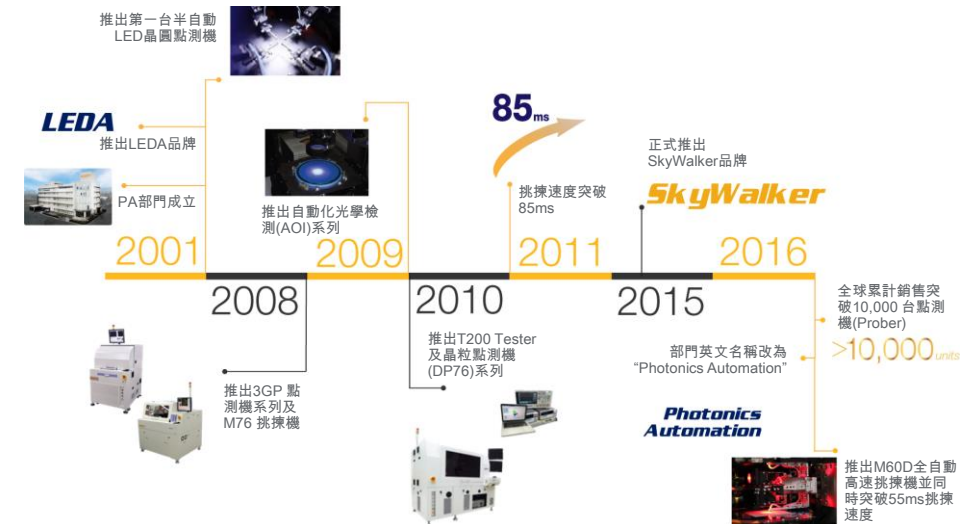 推出第一台半自動
LED晶圓點測機
LEDA
推出LEDA品牌
PA部門成立
2001
2008
推出3GP 點
測機系列及
M76 挑揀機
推出自動化光學檢
測(AOI)系列
2009
2010
推出T200 Tester
及晶粒點測機
(DP76)系列
85ms
挑揀速度突破
85ms
2011
正式推出
SkyWalker品牌
SkyWalker
2015
2016
全球累計銷售突
破10,000 台點測
機(Prober)
>10,000 units
部門英文名稱改為
“Photonics Automation”
Photonics
Automation
推出M60D全自動
高速挑揀機並同
時突破55ms挑揀
速度